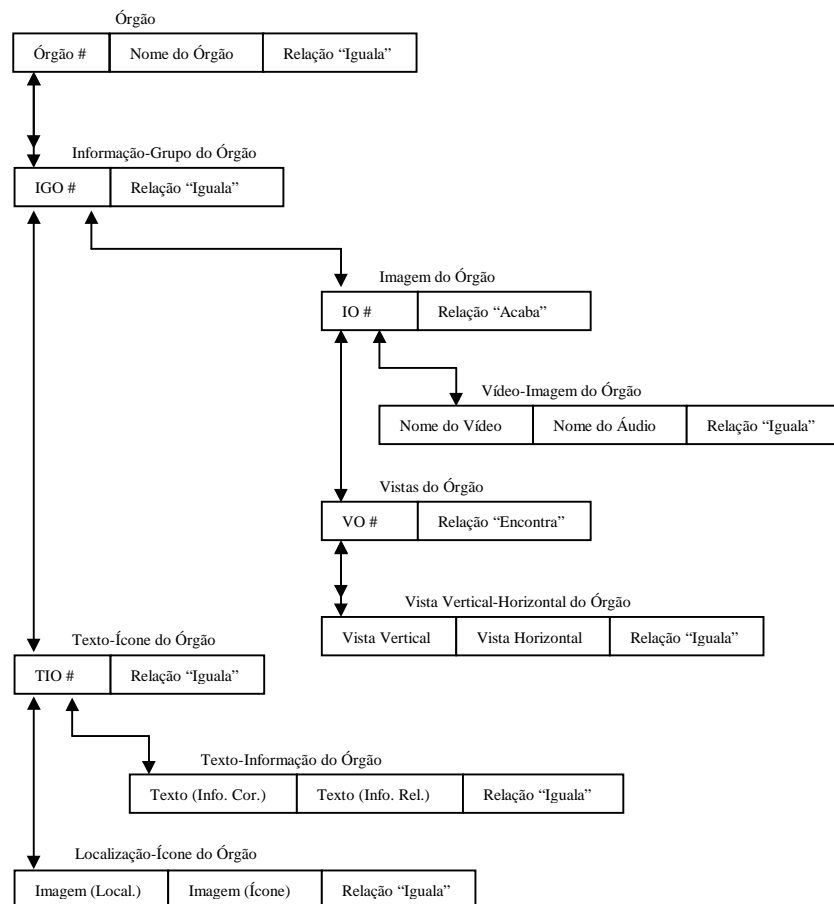 Órgão
Órgão # Nome do Órgão Relação “Iguala”
Informação-Grupo do Órgão
IGO # Relação “Iguala”
Imagem do Órgão
IO # Relação “Acaba”
Vídeo-Imagem do Órgão
Nome do Vídeo Nome do Áudio Relação “Iguala”
Vistas do Órgão
VO # Relação “Encontra”
Vista Vertical-Horizontal do Órgão
Vista Vertical Vista Horizontal Relação “Iguala”
Texto-Ícone do Órgão
TIO # Relação “Iguala”
Texto-Informação do Órgão
Texto (Info. Cor.) Texto (Info. Rel.) Relação “Iguala”
Localização-Ícone do Órgão
Imagem (Local.) Imagem (Ícone) Relação “Iguala”